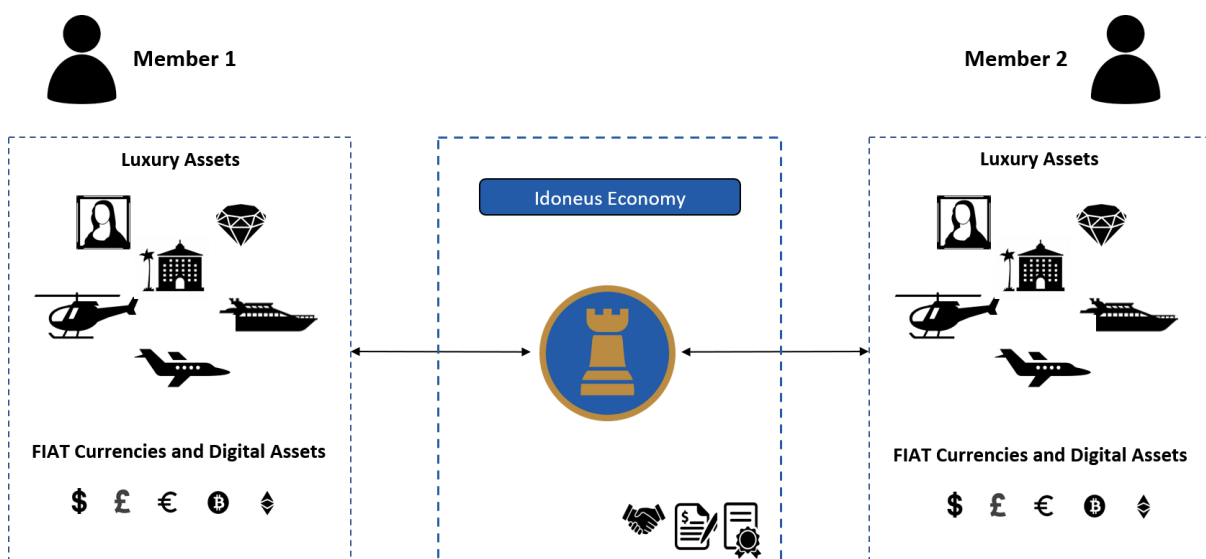 Member 1
Member 2
Luxury Assets
FIAT Currencies and Digital Assets
$ £ € ₿
Idoneus Economy
$
Luxury Assets
FIAT Currencies and Digital Assets
$ £ € ₿